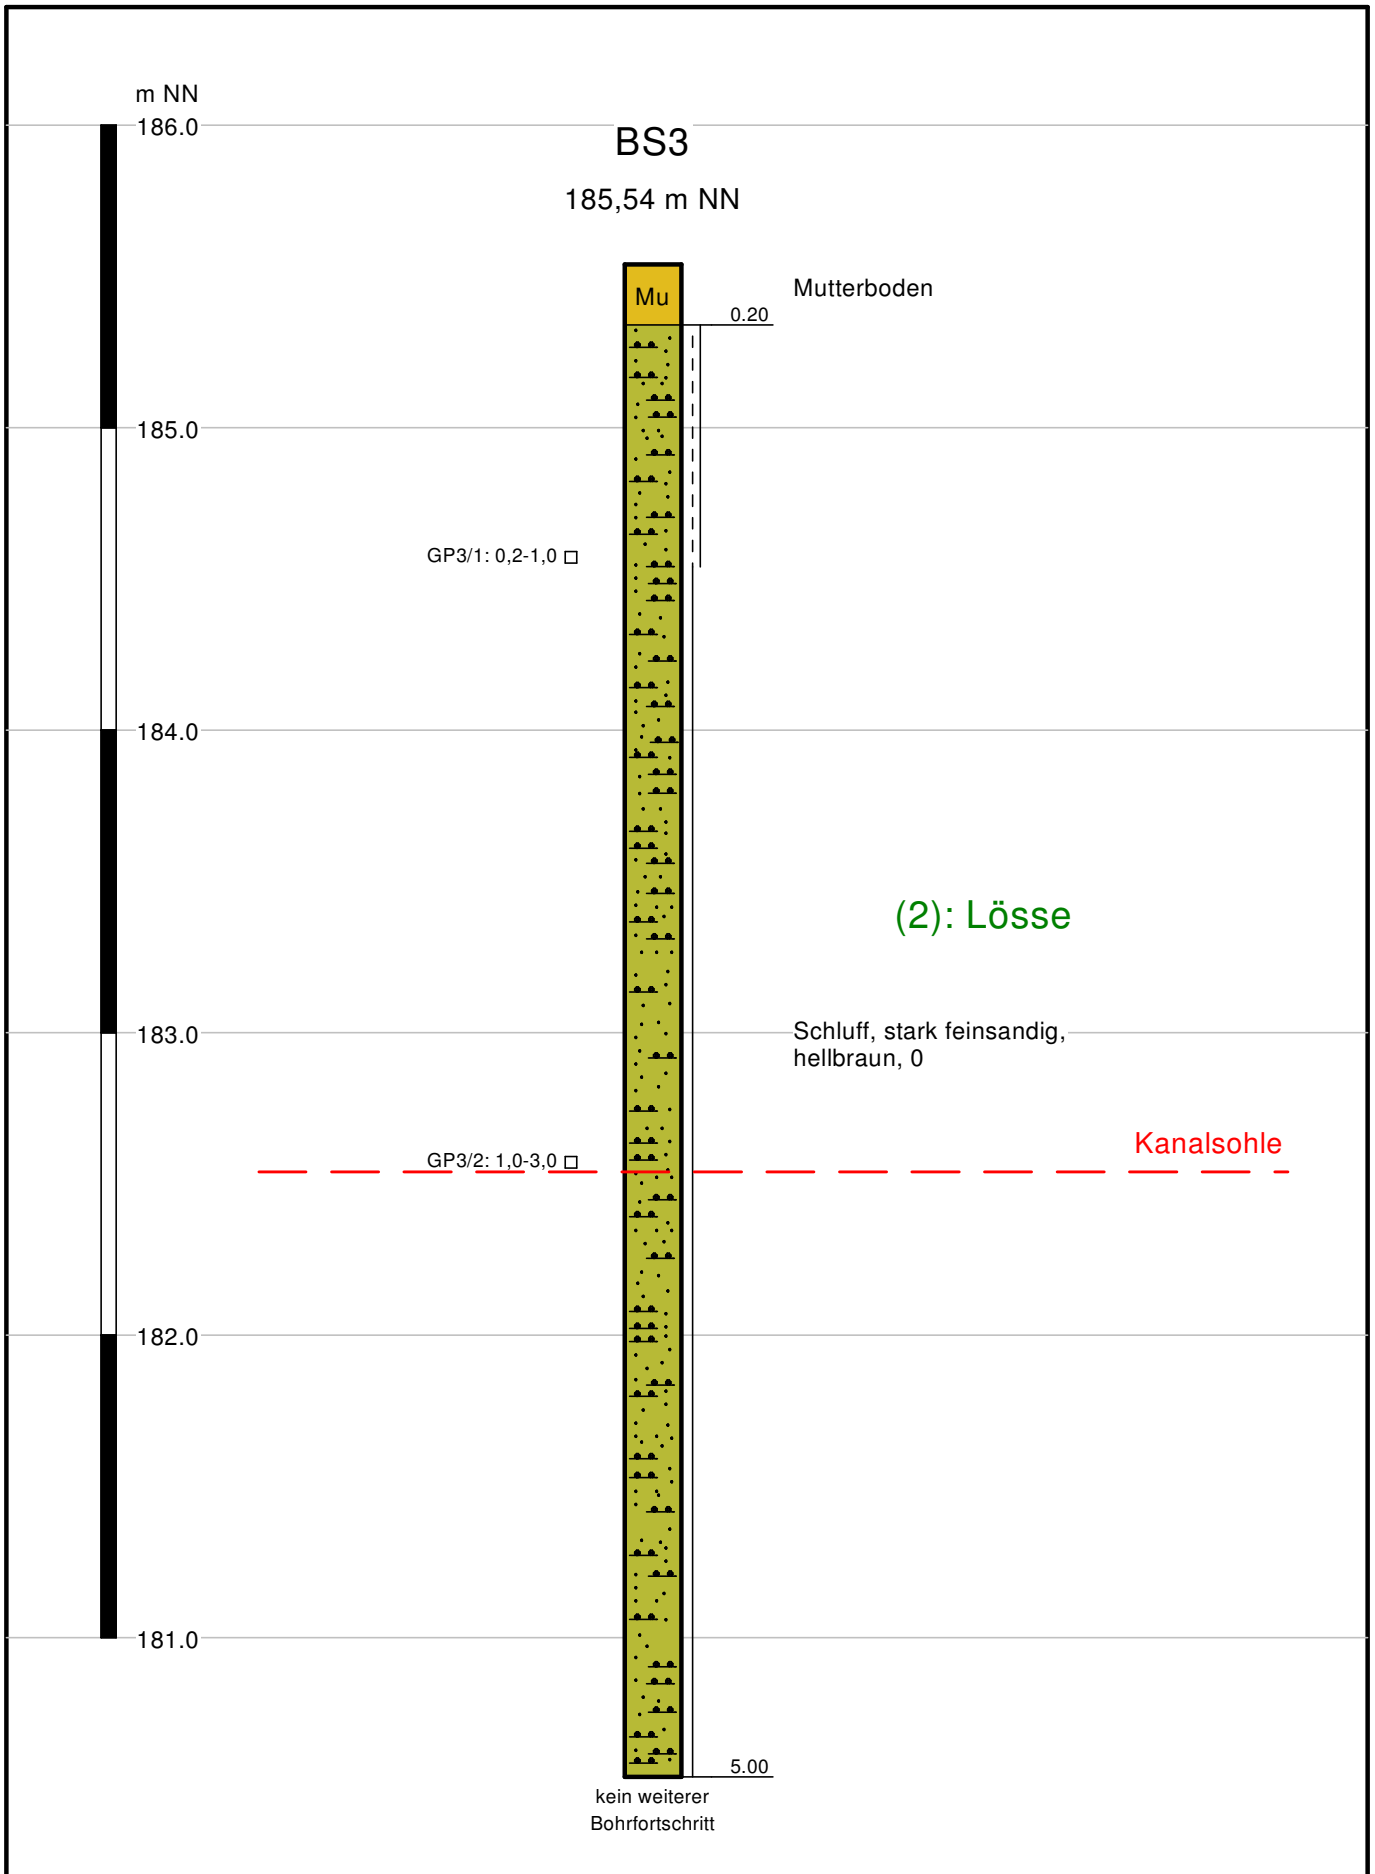 m NN
186.0
BS3
185,54 m NN
Mu
Mutterboden
0.20
185.0
GP3/1: 0,2-1,0
184.0
(2): Lösse
183.0
Schluff, stark feinsandig,
hellbraun, 0
Kanalsohle
GP3/2: 1,0-3,0
182.0
181.0
5.00
kein weiterer
Bohrfortschritt